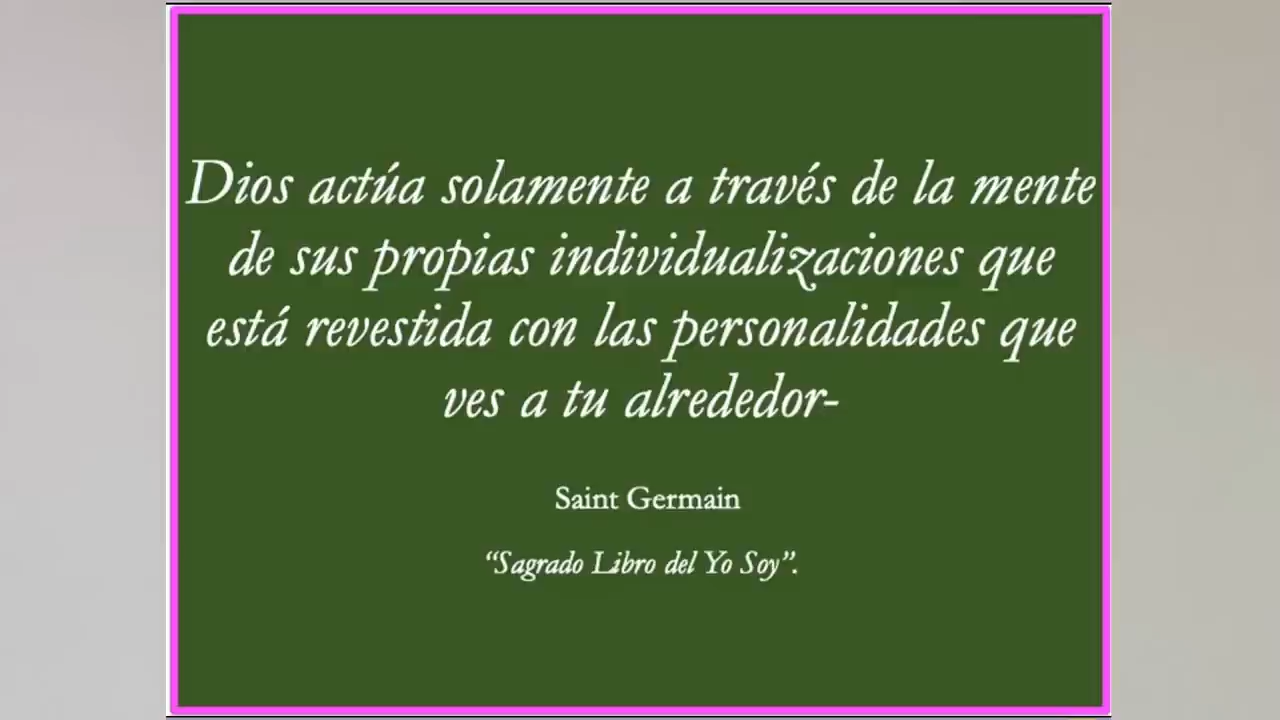 Dios actúa solamente a través de la mente
de sus propias individualizaciones que
está revestida con las personalidades que
ves a tu alrededor-
Saint Germain
“Sagrado Libro del Yo Soy”.